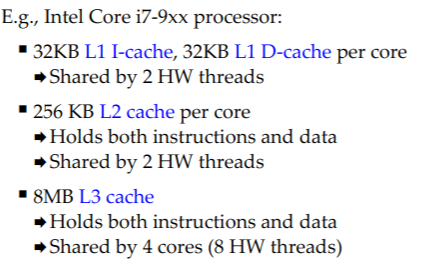 E.g., Intel Core i7-9xx processor:
▪ 32KB L1 I-cache, 32KB L1 D-cache per core
➨Shared by 2 HW threads
▪ 256 KB L2 cache per core
➨Holds both instructions and data
➨Shared by 2 HW threads
▪ 8MB L3 cache
➨Holds both instructions and data
➨Shared by 4 cores (8 HW threads)